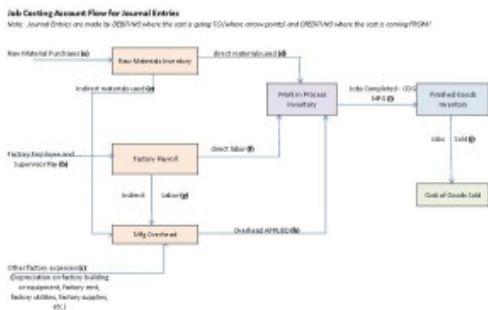 Job Costing Account Flow for Journal Entries
Note: Journal Entries are made by DEBITING where the cost is going TO (where arrow points) and CREDITING where the cost is coming FROM!
Raw Material Purchases (a)
Raw Materials Inventory
direct materials used (d)
Indirect materials used (e)
Work in Process
Inventory
Jobs Completed - COG
MFG (i)
Finished Goods
Inventory
Factory Employee and
Supervisor Pay (b)
Factory Payroll
direct labor (f)
Jobs Sold (j)
Indirect Labor (g)
Cost of Goods Sold
Mfg Overhead
Overhead APPLIED (h)
Other factory expenses (c)
(Depreciation on factory building
or equipment, factory rent,
factory utilities, factory supplies,
etc.)